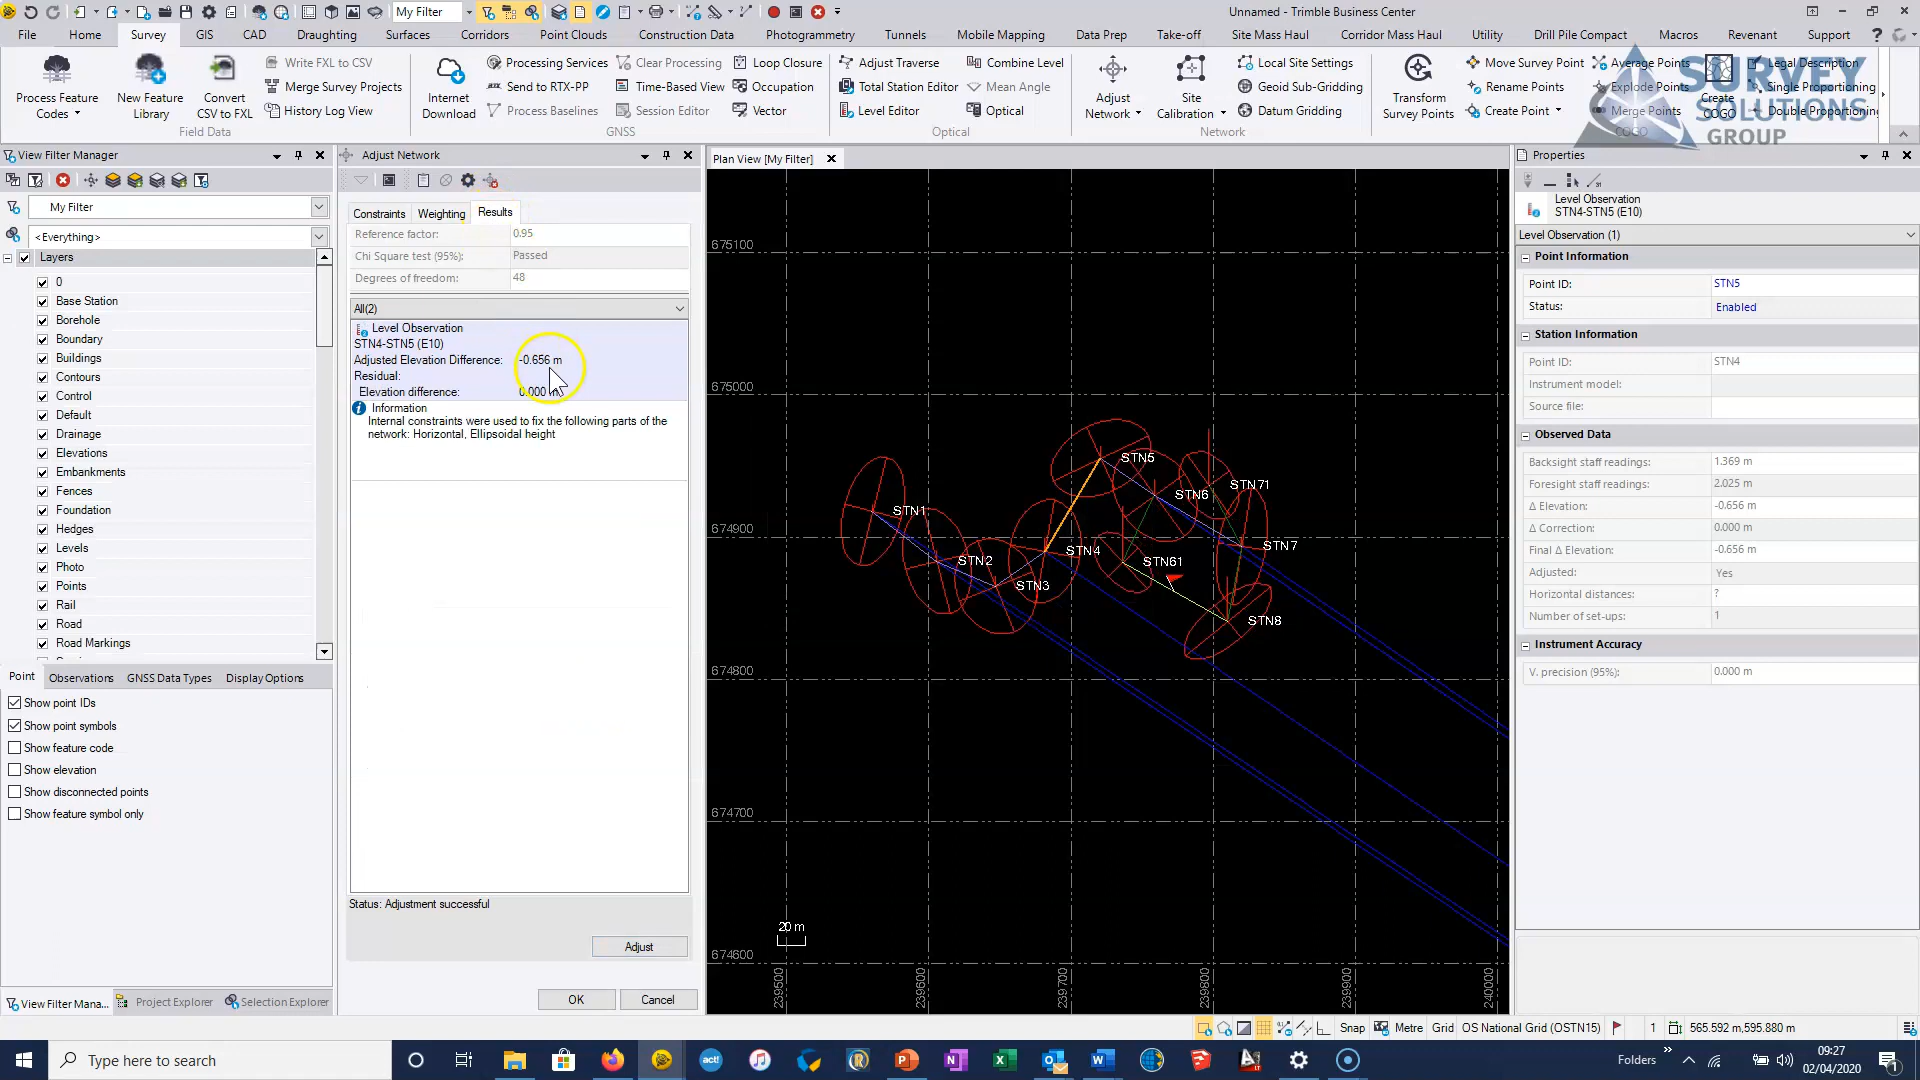 My Filter
Unnamed - Trimble Business Center
File Home Survey GIS CAD Draughting Surfaces Corridors Point Clouds Construction Data Photogrammetry Tunnels Mobile Mapping Data Prep Take-off Site Mass Haul Corridor Mass Haul Utility Drill Pile Compact Macros Revenant Support
Process Feature Codes
New Feature Library
Convert CSV to FXL
Write FXL to CSV
Merge Survey Projects
History Log View
Field Data
Internet Download
Processing Services
Send to RTX-PP
Process Baselines
Clear Processing
Time-Based View
Session Editor
Loop Closure
Occupation
Vector
GNSS
Adjust Traverse
Total Station Editor
Level Editor
Combine Level
Mean Angle
Optical
Optical
Adjust Network
Site Calibration
Local Site Settings
Geoid Sub-Gridding
Datum Gridding
Network
Transform Survey Points
Move Survey Point
Rename Points
Create Point
Average Points
Explode Points
Merge Points
Create COGO
Legal Description
Single Proportioning
Double Proportioning
COGO
SURVEY
SOLUTIONS
GROUP
View Filter Manager
My Filter
<Everything>
Layers
0
Base Station
Borehole
Boundary
Buildings
Contours
Control
Default
Drainage
Elevations
Embankments
Fences
Foundation
Hedges
Levels
Photo
Points
Rail
Road
Road Markings
Point Observations GNSS Data Types Display Options
Show point IDs
Show point symbols
Show feature code
Show elevation
Show disconnected points
Show feature symbol only
View Filter Mana... Project Explorer Selection Explorer
Adjust Network
Constraints Weighting Results
Reference factor: 0.95
Chi Square test (95%): Passed
Degrees of freedom: 48
All(2)
Level Observation
STN4-STN5 (E10)
Adjusted Elevation Difference: -0.656 m
Residual:
Elevation difference: 0.000 m
Information
Internal constraints were used to fix the following parts of the
network: Horizontal, Ellipsoidal height
Status: Adjustment successful
Adjust
OK Cancel
Plan View [My Filter]
675100
675000
674900
674800
674700
674600
STN5
STN71
STN6
STN1
STN7
STN4
STN2
STN61
STN3
STN8
20 m
239500
239600
239700
239800
239900
240000
Properties
Level Observation
STN4-STN5 (E10)
Level Observation (1)
Point Information
Point ID: STN5
Status: Enabled
Station Information
Point ID: STN4
Instrument model:
Source file:
Observed Data
Backsight staff readings: 1.369 m
Foresight staff readings: 2.025 m
Δ Elevation: -0.656 m
Δ Correction: 0.000 m
Final Δ Elevation: -0.656 m
Adjusted: Yes
Horizontal distances: ?
Number of set-ups: 1
Instrument Accuracy
V. precision (95%): 0.000 m
Snap Metre Grid OS National Grid (OSTN15) 1 565.592 m,595.880 m
Type here to search
act!
Folders
09:27
02/04/2020